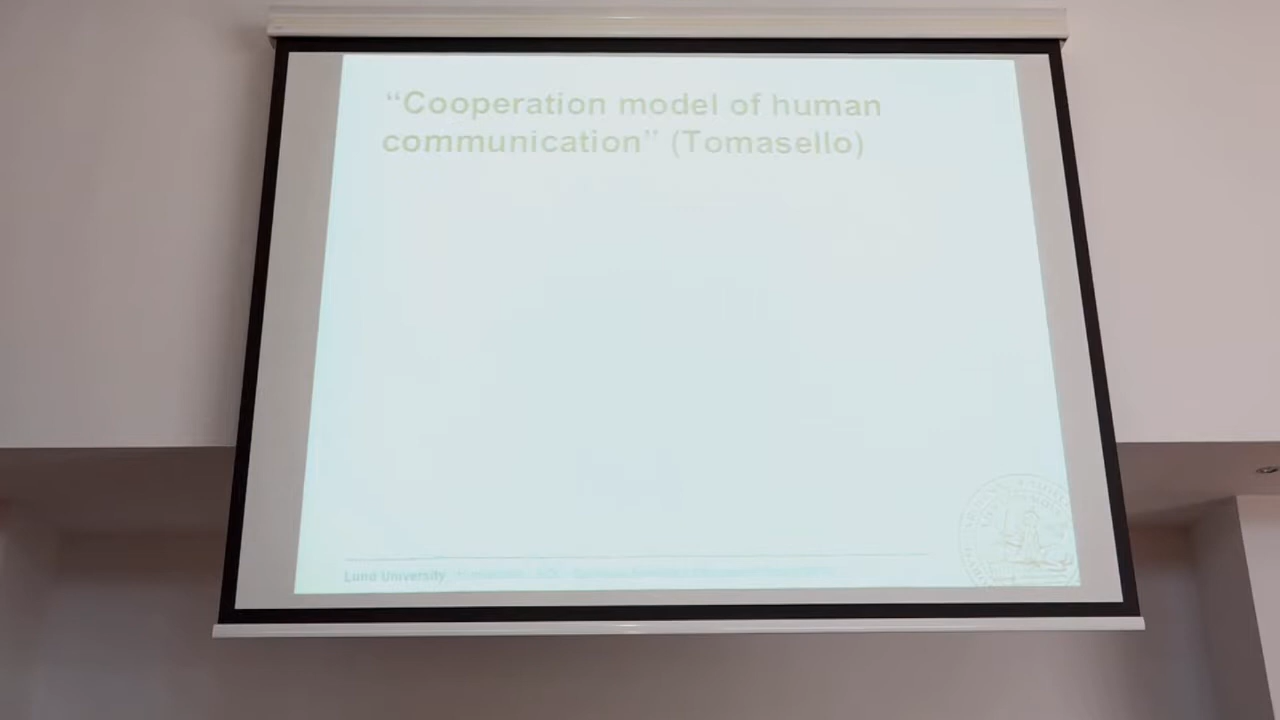 “Cooperation model of human
communication” (Tomasello)
Lund University